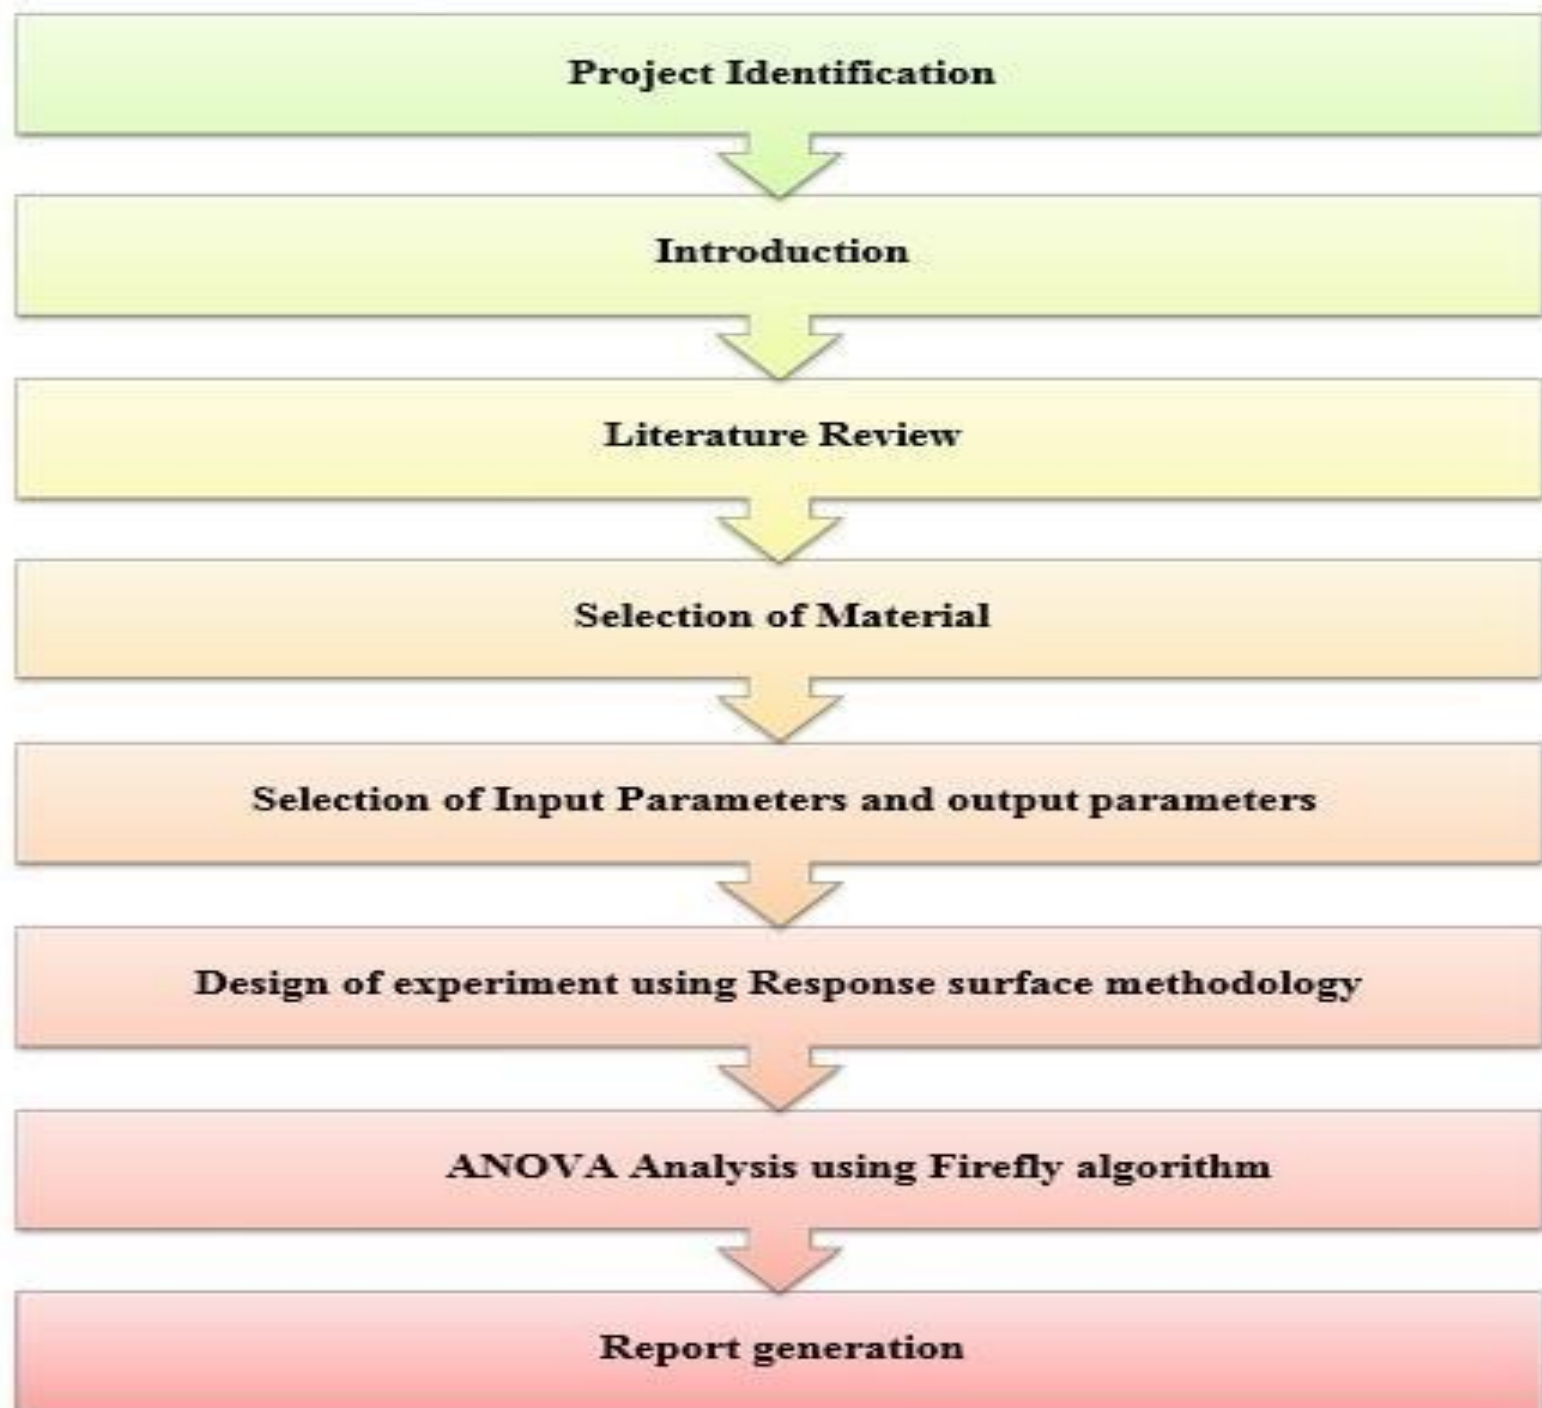 Project Identification
Introduction
Literature Review
Selection of Material
Selection of Input Parameters and output parameters
Design of experiment using Response surface methodology
ANOVA Analysis using Firefly algorithm
Report generation